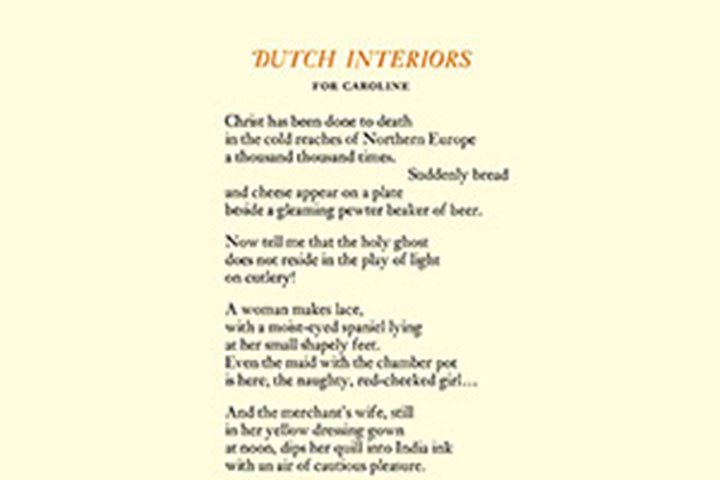 DUTCH INTERIORS
FOR CAROLINE
Christ has been done to death
in the cold reaches of Northern Europe
a thousand thousand times.
Suddenly bread
and cheese appear on a plate
beside a gleaming pewter beaker of beer.
Now tell me that the holy ghost
does not reside in the play of light
on cutlery!
A woman makes lace,
with a moist-eyed spaniel lying
at her small shapely feet.
Even the maid with the chamber pot
is here; the naughty, red-cheeked girl...
And the merchant's wife, still
in her yellow dressing gown
at noon, dips her quill into India ink
with an air of cautious pleasure.